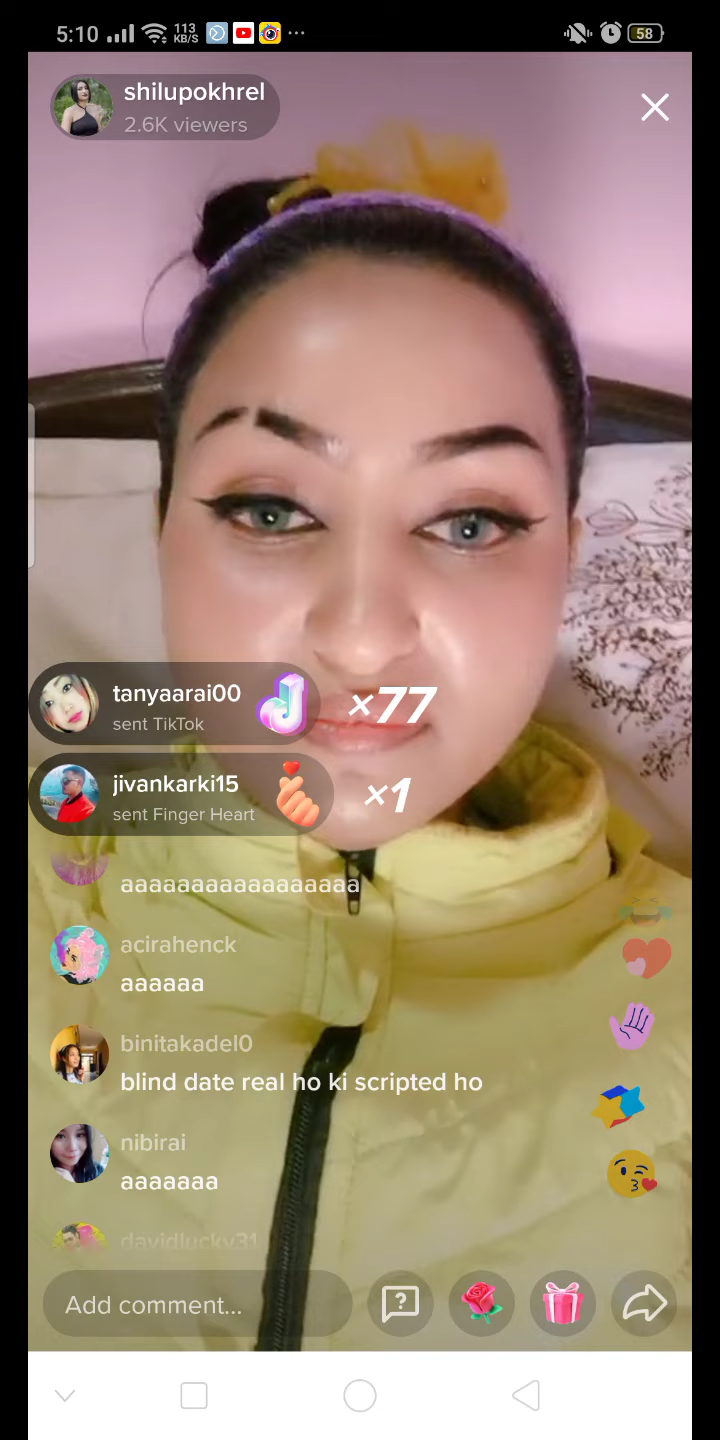 5:10
113
KB/S
58
shilupokhrel
2.6K viewers
tanyaarai00
sent TikTok
×77
jivankarki15
sent Finger Heart
×1
aaaaaaaaaaaaaaaaa
acirahenck
aaaaaa
binitakadel0
blind date real ho ki scripted ho
nibirai
aaaaaaa
davidlucky31
Add comment...